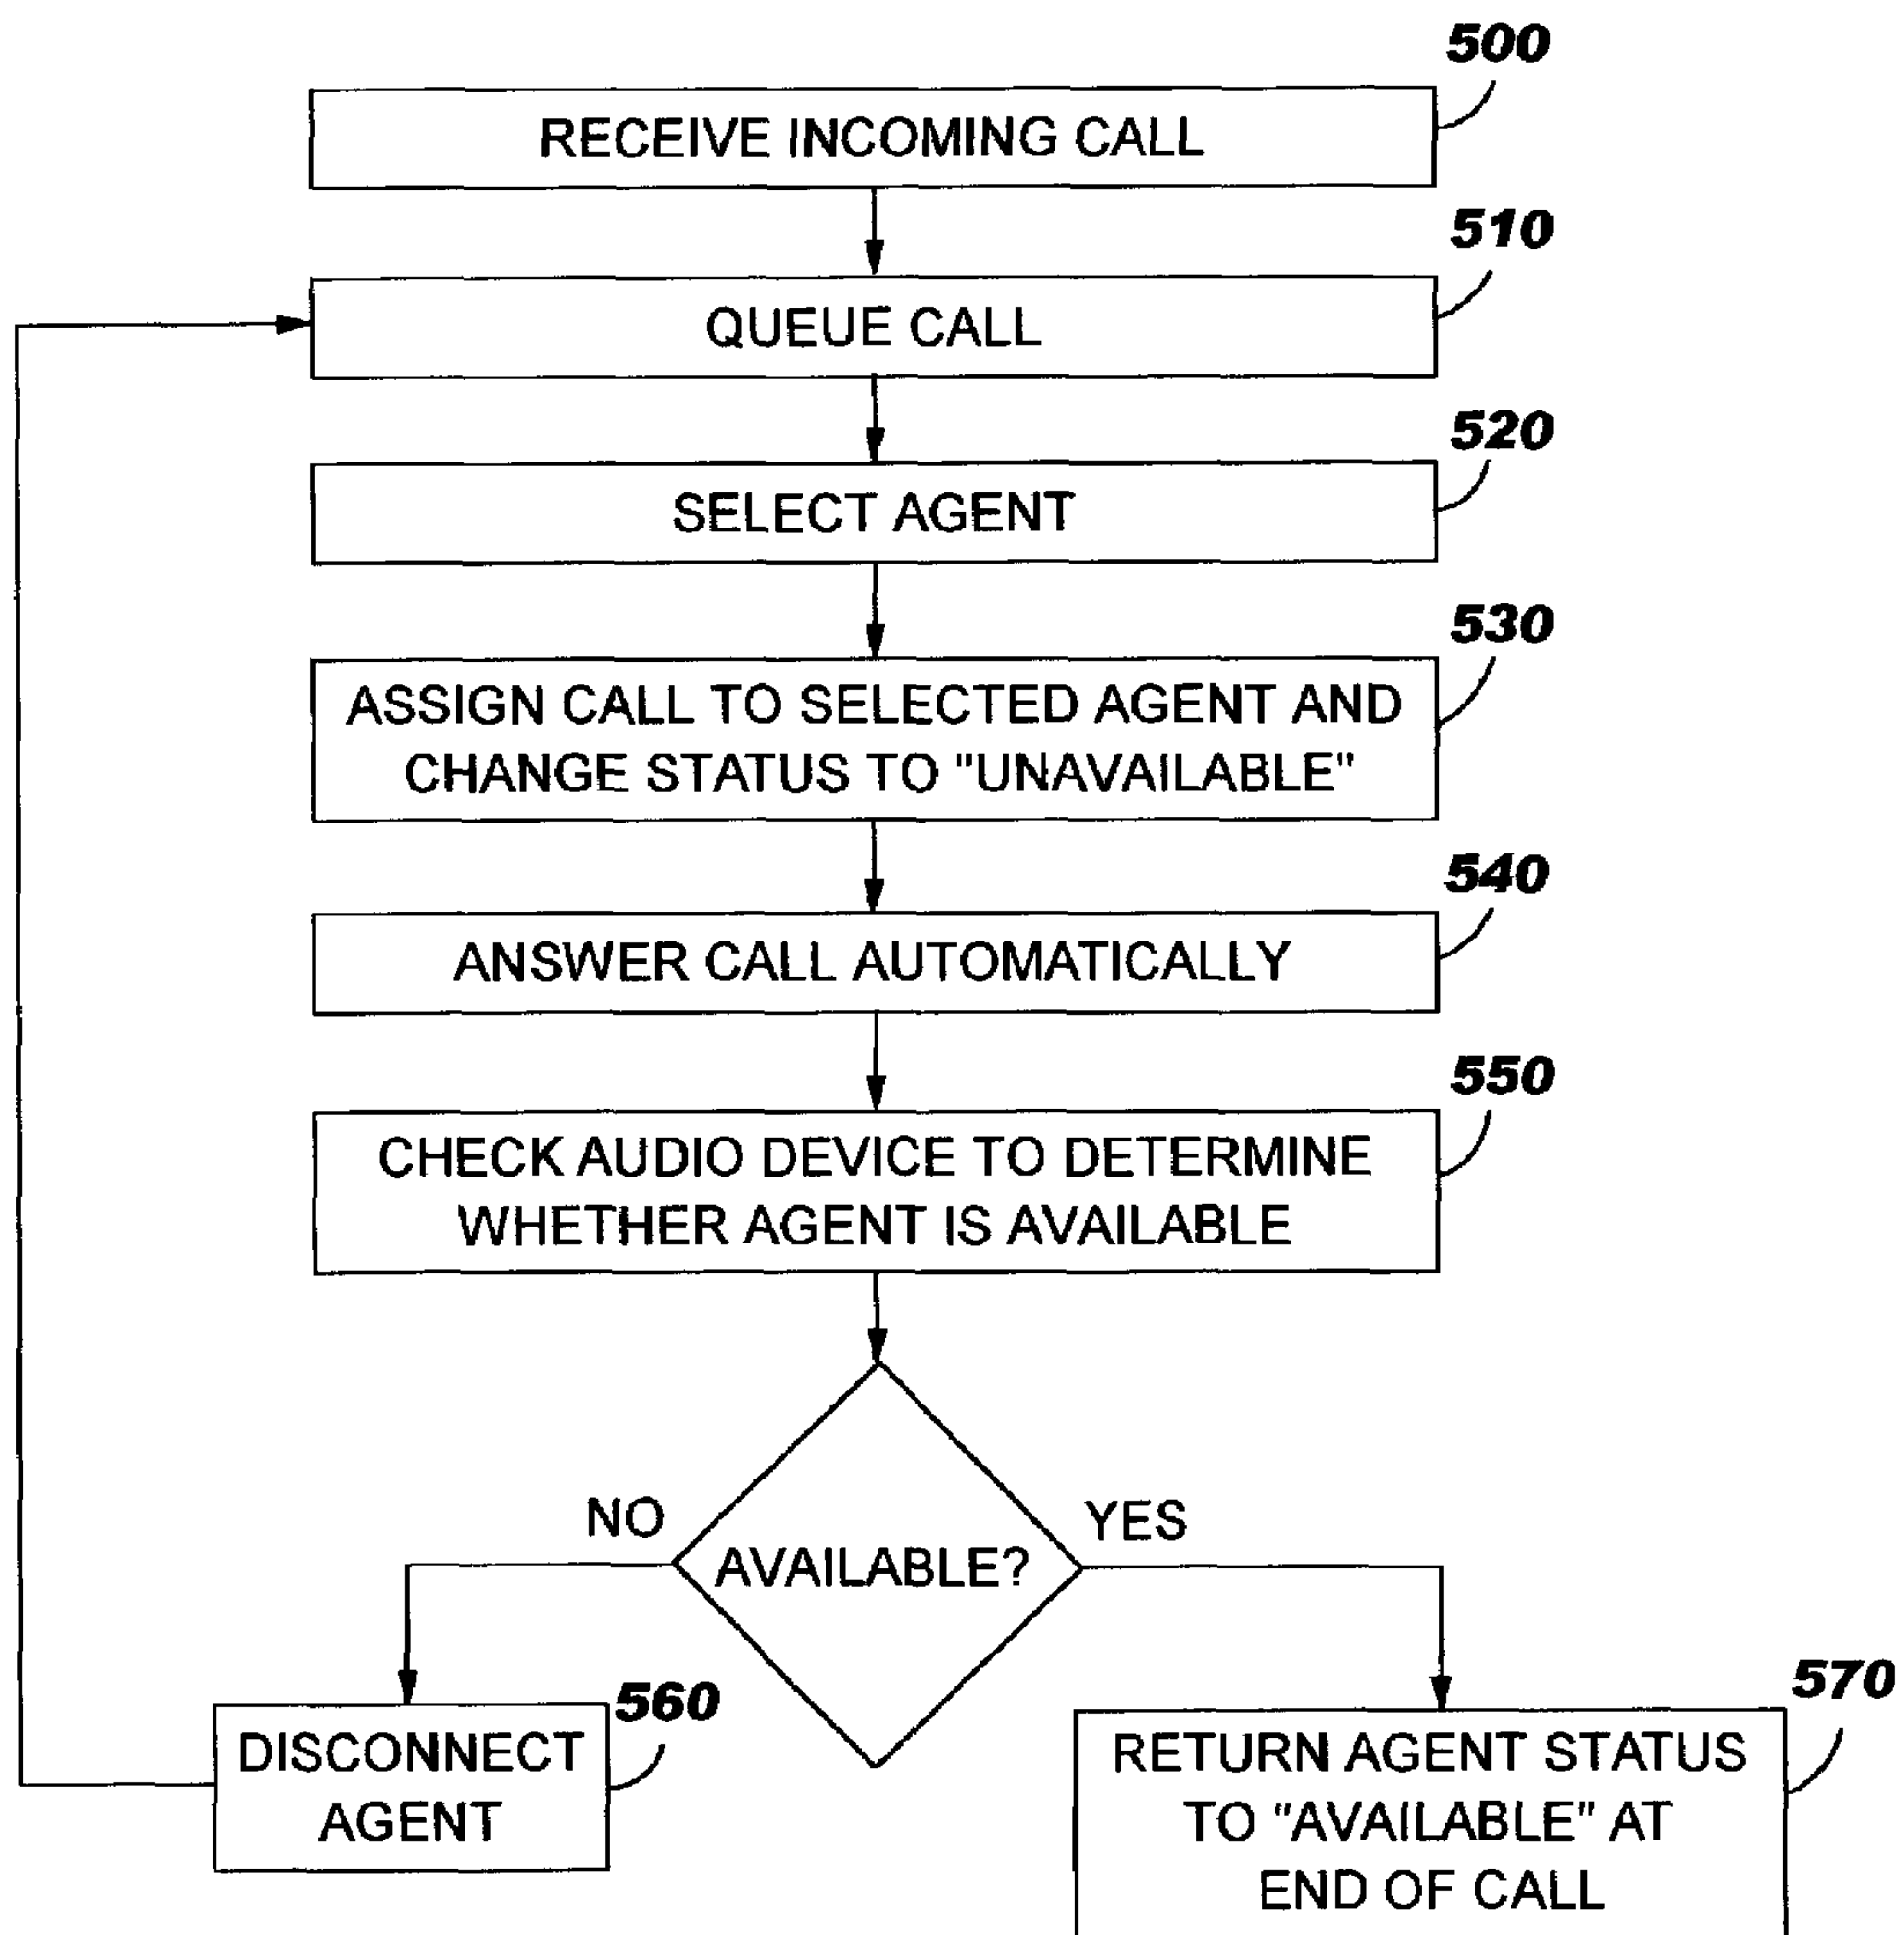 500
RECEIVE INCOMING CALL
510
QUEUE CALL
520
SELECT AGENT
530
ASSIGN CALL TO SELECTED AGENT AND
CHANGE STATUS TO "UNAVAILABLE"
540
ANSWER CALL AUTOMATICALLY
550
CHECK AUDIO DEVICE TO DETERMINE
WHETHER AGENT IS AVAILABLE
NO
YES
AVAILABLE?
560
DISCONNECT
AGENT
570
RETURN AGENT STATUS
TO "AVAILABLE" AT
END OF CALL